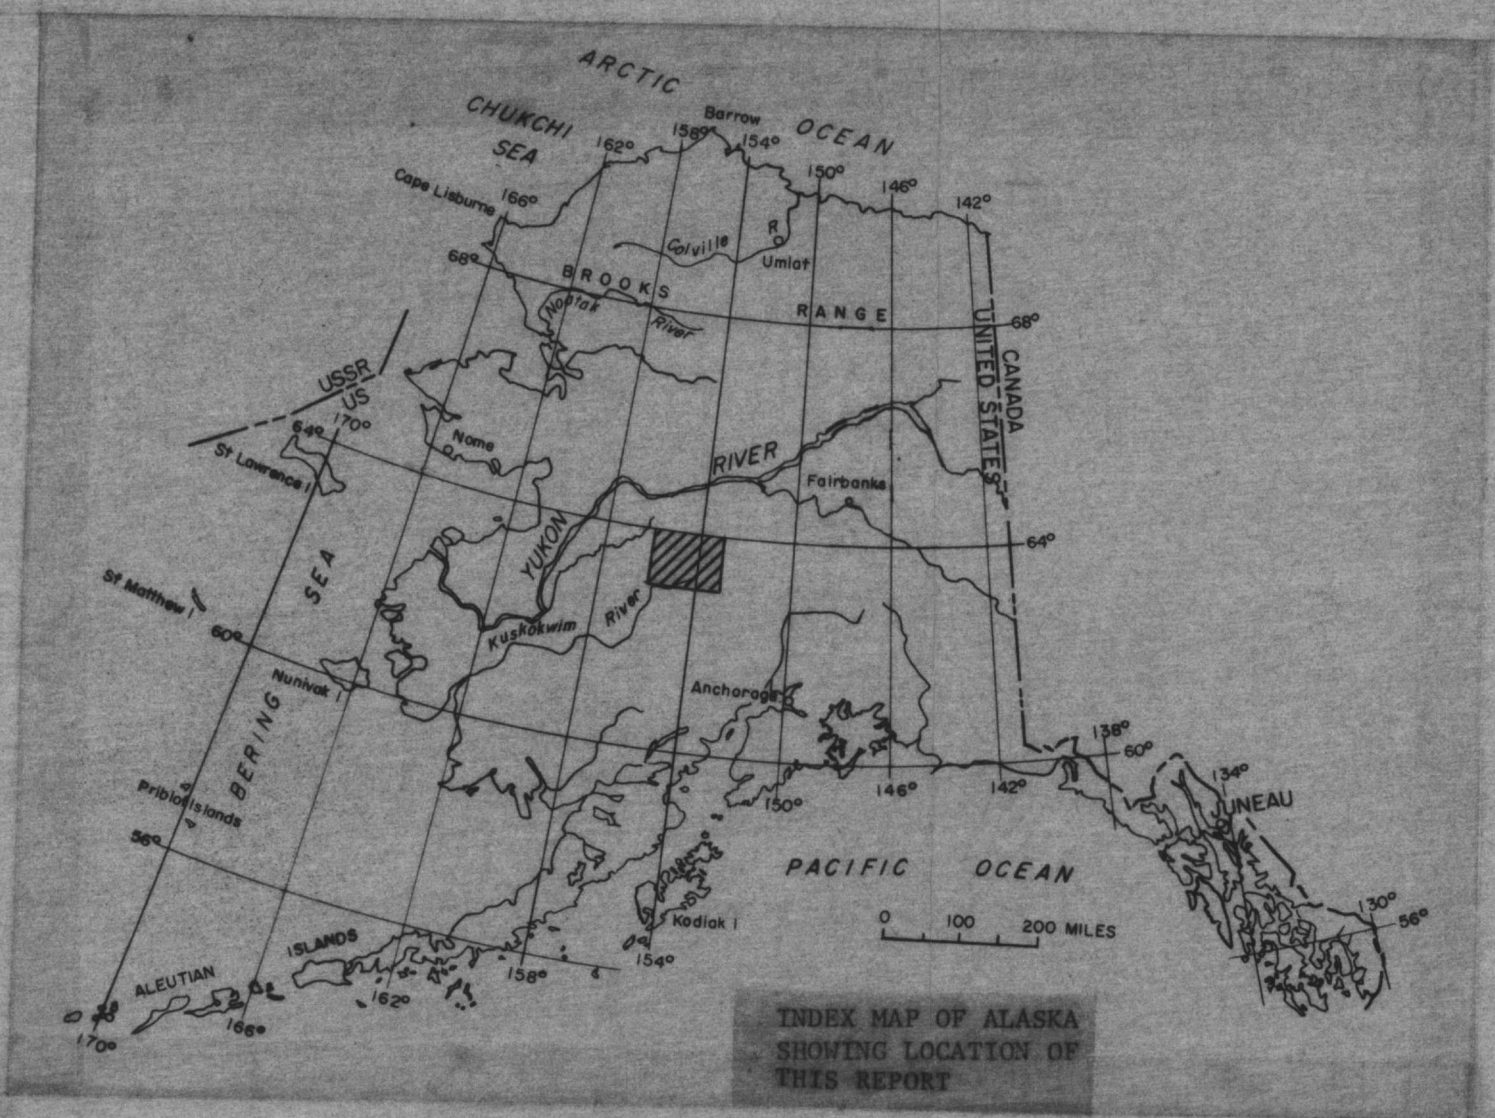 ARCTIC
OCEAN
CHUKCHI
SEA
Barrow
162°
158°
154°
150°
146°
142°
Cape Lisburne
166°
68°
Colville
R
Umiat
BROOKS
RANGE
68°
Noatak
River
UNITED STATES
CANADA
USSR
US
64°
170°
St Lawrence I
Nome
RIVER
Fairbanks
YUKON
64°
SEA
St Matthew I
60°
Kuskokwim
River
Nunivak I
Anchorage
BERING
138°
60°
150°
146°
142°
134°
JUNEAU
Pribilof Islands
56°
PACIFIC OCEAN
0 100 200 MILES
130°
56°
Kodiak I
154°
ALEUTIAN
ISLANDS
158°
162°
166°
170°
INDEX MAP OF ALASKA
SHOWING LOCATION OF
THIS REPORT